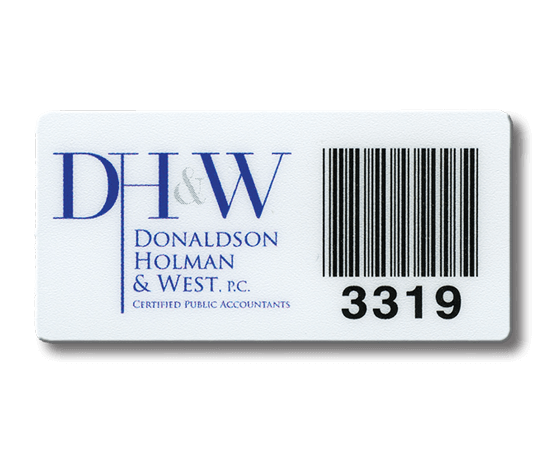 DH&W
DONALDSON
HOLMAN
& WEST, P.C.
CERTIFIED PUBLIC ACCOUNTANTS
3319